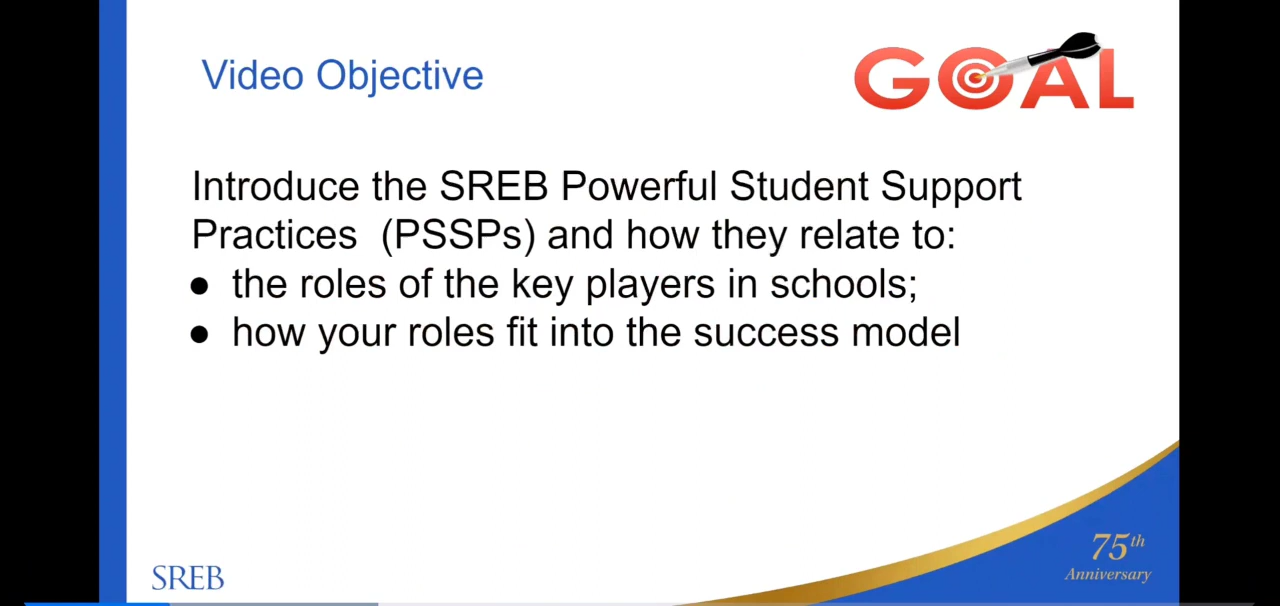 Video Objective
GOAL
Introduce the SREB Powerful Student Support
Practices (PSSPs) and how they relate to:
● the roles of the key players in schools;
● how your roles fit into the success model
SREB
75th
Anniversary